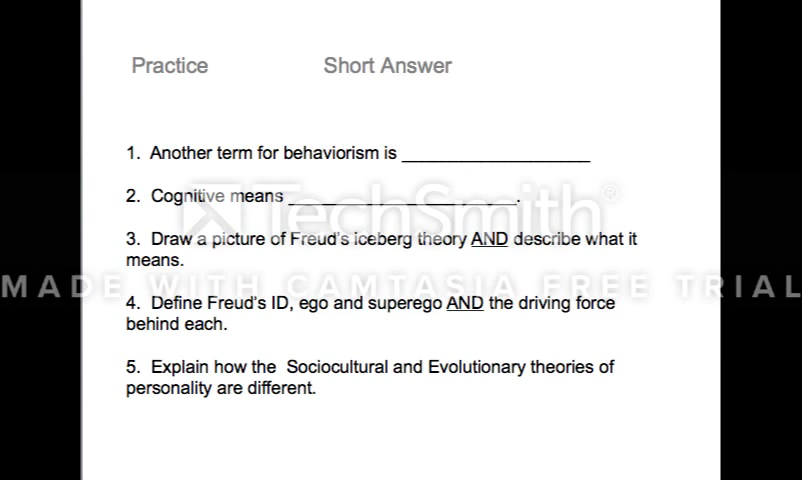 Practice Short Answer
1. Another term for behaviorism is ____________________
2. Cognitive means ________________________.
TechSmith®
3. Draw a picture of Freud's iceberg theory AND describe what it
means.
MADE WITH CAMTASIA FREE TRIAL
4. Define Freud's ID, ego and superego AND the driving force
behind each.
5. Explain how the Sociocultural and Evolutionary theories of
personality are different.